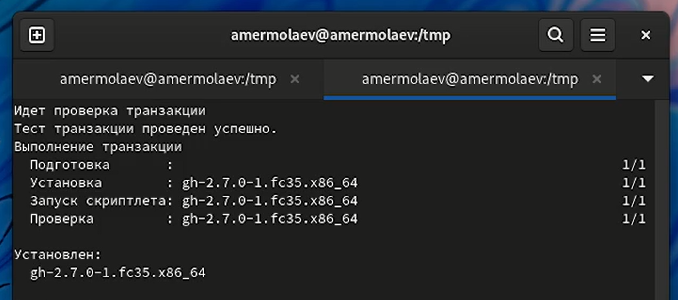 amermolaev@amermolaev:/tmp
amermolaev@amermolaev:/tmp
amermolaev@amermolaev:/tmp
Идет проверка транзакции
Тест транзакции проведен успешно.
Выполнение транзакции
Подготовка : 1/1
Установка : gh-2.7.0-1.fc35.x86_64 1/1
Запуск скриптлета: gh-2.7.0-1.fc35.x86_64 1/1
Проверка : gh-2.7.0-1.fc35.x86_64 1/1
Установлен:
gh-2.7.0-1.fc35.x86_64